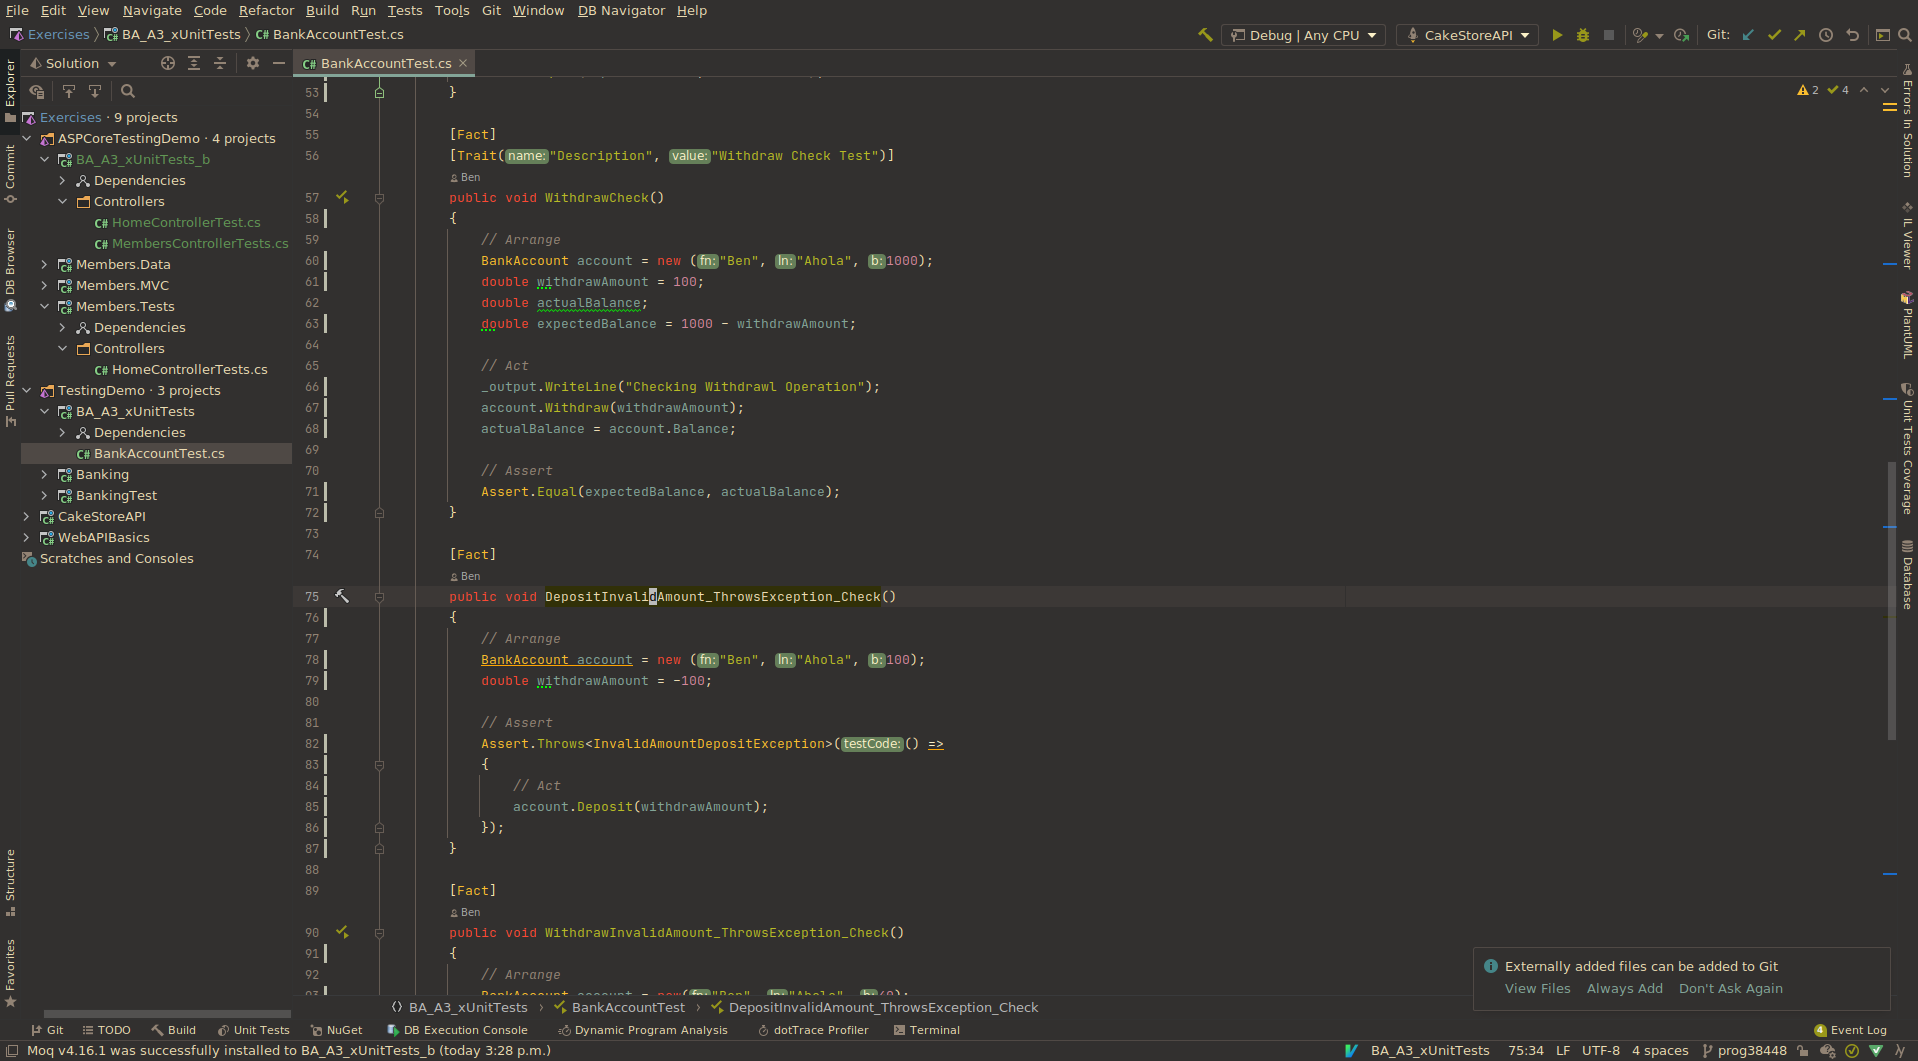 File Edit View Navigate Code Refactor Build Run Tests Tools Git Window DB Navigator Help
Exercises BA_A3_xUnitTests C# BankAccountTest.cs Debug | Any CPU CakeStoreAPI Git:
Solution
C# BankAccountTest.cs
Explorer
Commit
DB Browser
Pull Requests
Structure
Favorites
Exercises · 9 projects
ASPCoreTestingDemo · 4 projects
BA_A3_xUnitTests_b
Dependencies
Controllers
C# HomeControllerTest.cs
C# MembersControllerTests.cs
Members.Data
Members.MVC
Members.Tests
Dependencies
Controllers
C# HomeControllerTests.cs
TestingDemo · 3 projects
BA_A3_xUnitTests
Dependencies
C# BankAccountTest.cs
Banking
BankingTest
CakeStoreAPI
WebAPIBasics
Scratches and Consoles
2 4
53 }
54
55 [Fact]
56 [Trait(name:"Description", value:"Withdraw Check Test")]
Ben
57 public void WithdrawCheck()
58 {
59 // Arrange
60 BankAccount account = new (fn:"Ben", ln:"Ahola", b:1000);
61 double withdrawAmount = 100;
62 double actualBalance;
63 double expectedBalance = 1000 - withdrawAmount;
64
65 // Act
66 _output.WriteLine("Checking Withdrawl Operation");
67 account.Withdraw(withdrawAmount);
68 actualBalance = account.Balance;
69
70 // Assert
71 Assert.Equal(expectedBalance, actualBalance);
72 }
73
74 [Fact]
Ben
75 public void DepositInvalidAmount_ThrowsException_Check()
76 {
77 // Arrange
78 BankAccount account = new (fn:"Ben", ln:"Ahola", b:100);
79 double withdrawAmount = -100;
80
81 // Assert
82 Assert.Throws<InvalidAmountDepositException>(testCode:() =>
83 {
84 // Act
85 account.Deposit(withdrawAmount);
86 });
87 }
88
89 [Fact]
Ben
90 public void WithdrawInvalidAmount_ThrowsException_Check()
91 {
92 // Arrange
93 BankAccount account = new(fn:"Ben", ln:"Ahola", b:40);
Errors In Solution
IL Viewer
PlantUML
Unit Tests Coverage
Database
Externally added files can be added to Git
View Files Always Add Don't Ask Again
BA_A3_xUnitTests BankAccountTest DepositInvalidAmount_ThrowsException_Check
Git TODO Build Unit Tests NuGet DB Execution Console Dynamic Program Analysis dotTrace Profiler Terminal 4 Event Log
Moq v4.16.1 was successfully installed to BA_A3_xUnitTests_b (today 3:28 p.m.) BA_A3_xUnitTests 75:34 LF UTF-8 4 spaces prog38448